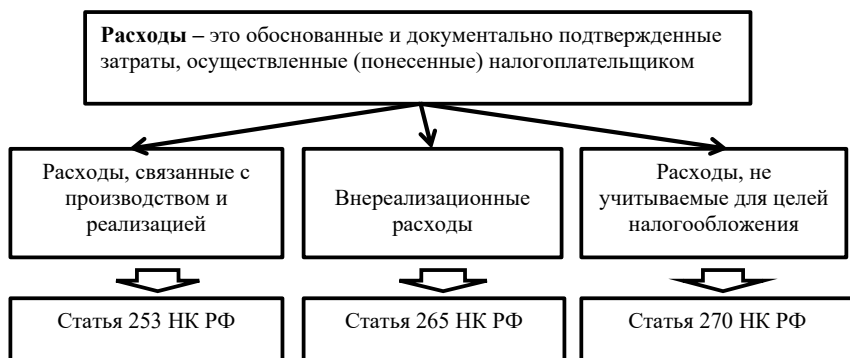 Расходы – это обоснованные и документально подтвержденные
затраты, осуществленные (понесенные) налогоплательщиком
Расходы, связанные с
производством и
реализацией
Внереализационные
расходы
Расходы, не
учитываемые для целей
налогообложения
Статья 253 НК РФ
Статья 265 НК РФ
Статья 270 НК РФ